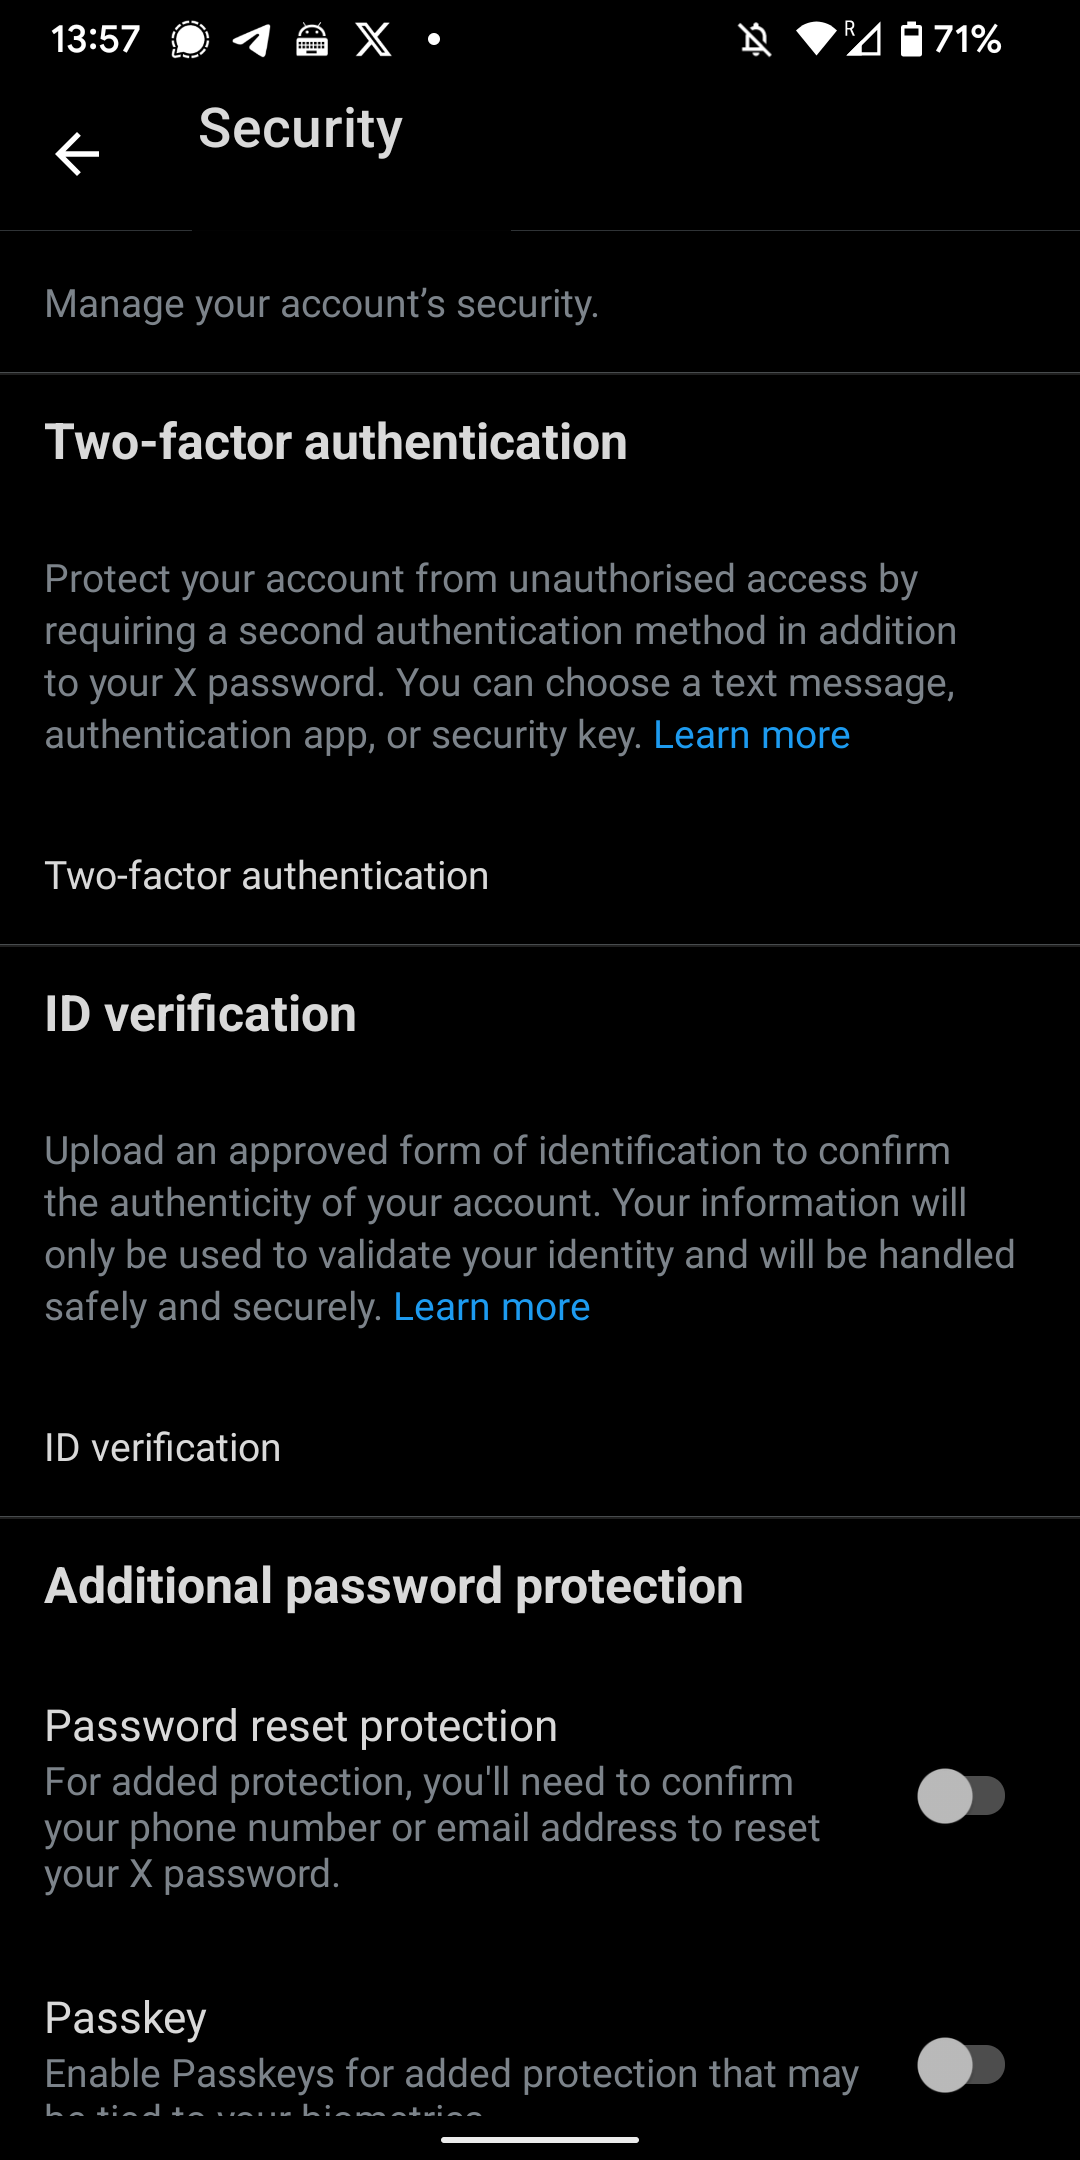 13:57
R
71%
Security
Manage your account’s security.
Two-factor authentication
Protect your account from unauthorised access by
requiring a second authentication method in addition
to your X password. You can choose a text message,
authentication app, or security key. Learn more
Two-factor authentication
ID verification
Upload an approved form of identification to confirm
the authenticity of your account. Your information will
only be used to validate your identity and will be handled
safely and securely. Learn more
ID verification
Additional password protection
Password reset protection
For added protection, you'll need to confirm
your phone number or email address to reset
your X password.
Passkey
Enable Passkeys for added protection that may
be tied to your biometrics.